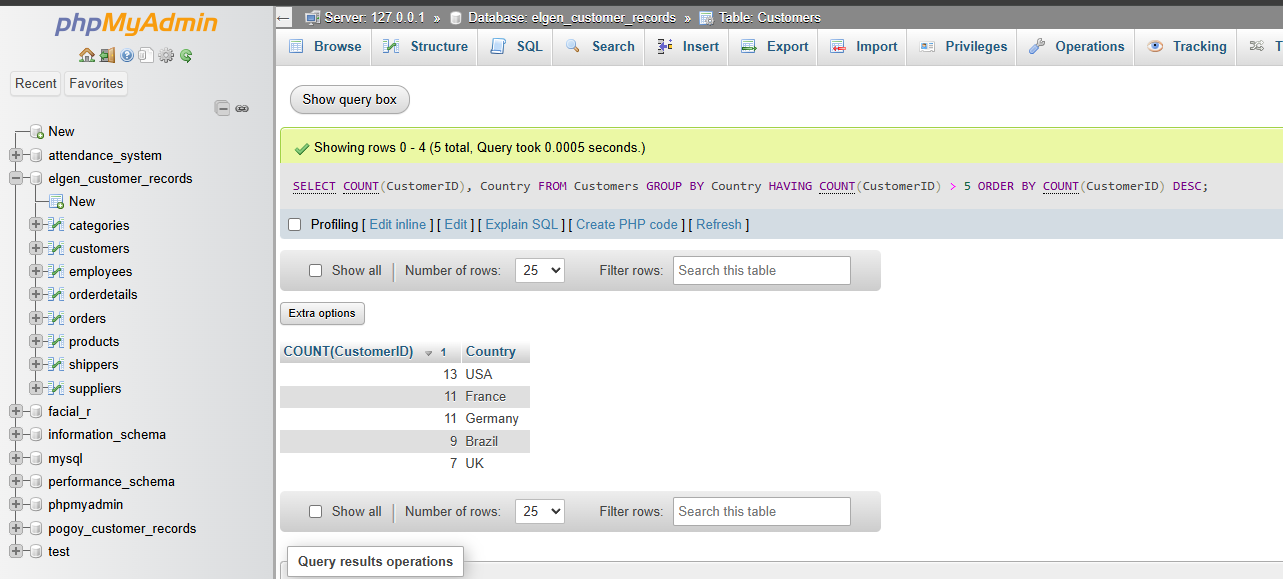 phpMyAdmin
Recent Favorites
New
attendance_system
elgen_customer_records
New
categories
customers
employees
orderdetails
orders
products
shippers
suppliers
facial_r
information_schema
mysql
performance_schema
phpmyadmin
pogoy_customer_records
test
Server: 127.0.0.1 » Database: elgen_customer_records » Table: Customers
Browse Structure SQL Search Insert Export Import Privileges Operations Tracking T
Show query box
Showing rows 0 - 4 (5 total, Query took 0.0005 seconds.)
SELECT COUNT(CustomerID), Country FROM Customers GROUP BY Country HAVING COUNT(CustomerID) > 5 ORDER BY COUNT(CustomerID) DESC;
Profiling [ Edit inline ] [ Edit ] [ Explain SQL ] [ Create PHP code ] [ Refresh ]
Show all Number of rows: 25 Filter rows: Search this table
Extra options
COUNT(CustomerID) 1 Country
13 USA
11 France
11 Germany
9 Brazil
7 UK
Show all Number of rows: 25 Filter rows: Search this table
Query results operations